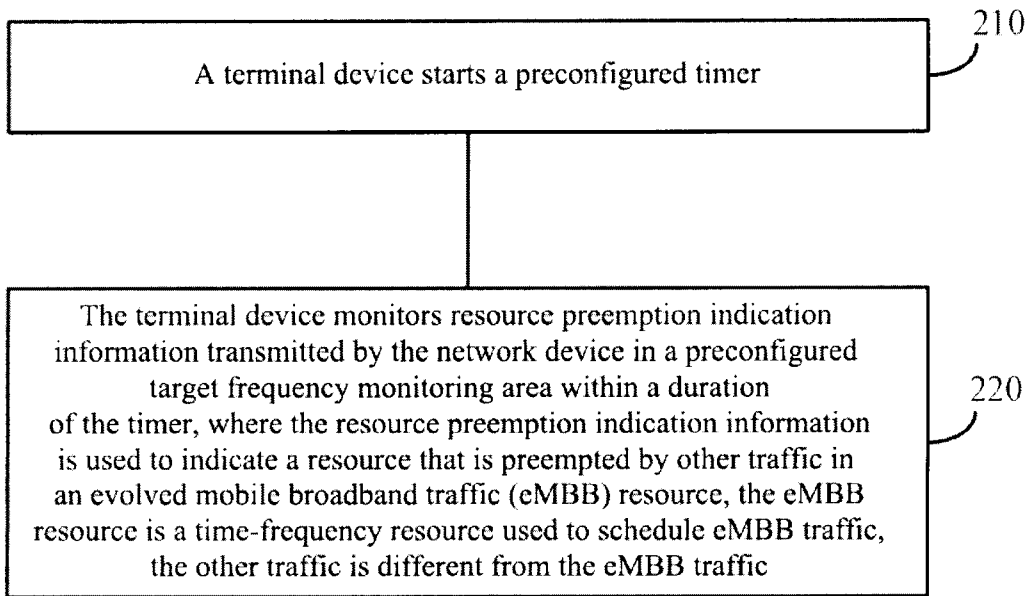 210
A terminal device starts a preconfigured timer
The terminal device monitors resource preemption indication
information transmitted by the network device in a preconfigured
target frequency monitoring area within a duration
of the timer, where the resource preemption indication information
is used to indicate a resource that is preempted by other traffic in
an evolved mobile broadband traffic (eMBB) resource, the eMBB
resource is a time-frequency resource used to schedule eMBB traffic,
the other traffic is different from the eMBB traffic
220